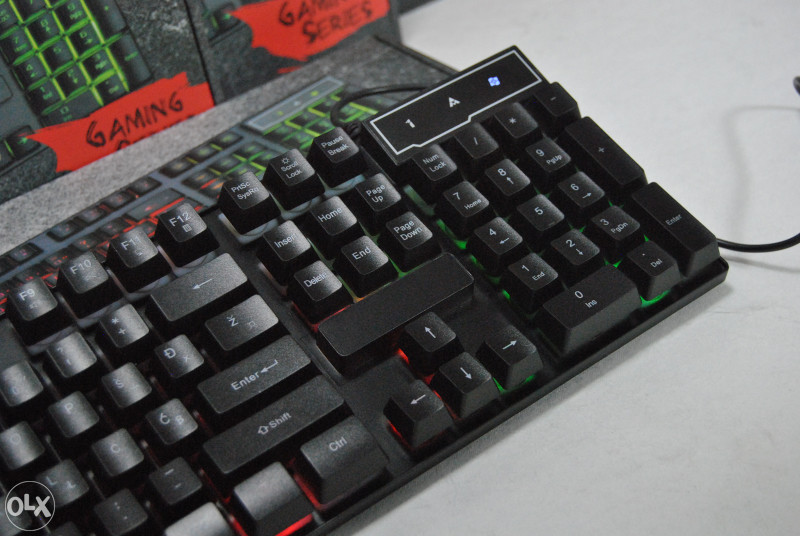 GAMING
SERIES
GAMING
1 A
Pause Break
Scroll Lock
PrtSc SysRq
Num Lock / * -
7 Home 8 ↑ 9 PgUp +
4 ← 5 6 →
1 End 2 ↓ 3 PgDn Enter
0 Ins . Del
Insert Home Page Up
Delete End Page Down
F9 F10 F11 F12
* +
←
Š Đ Ž
P
Enter
Č Ć
Shift
Ctrl
↑
← ↓ →
OLX